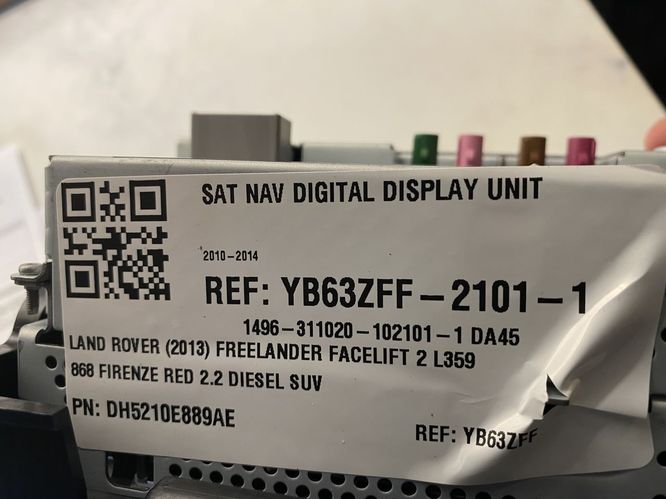 SAT NAV DIGITAL DISPLAY UNIT
2010-2014
REF: YB63ZFF-2101-1
1496-311020-102101-1 DA45
LAND ROVER (2013) FREELANDER FACELIFT 2 L359
868 FIRENZE RED 2.2 DIESEL SUV
PN: DH5210E889AE
REF: YB63ZFF